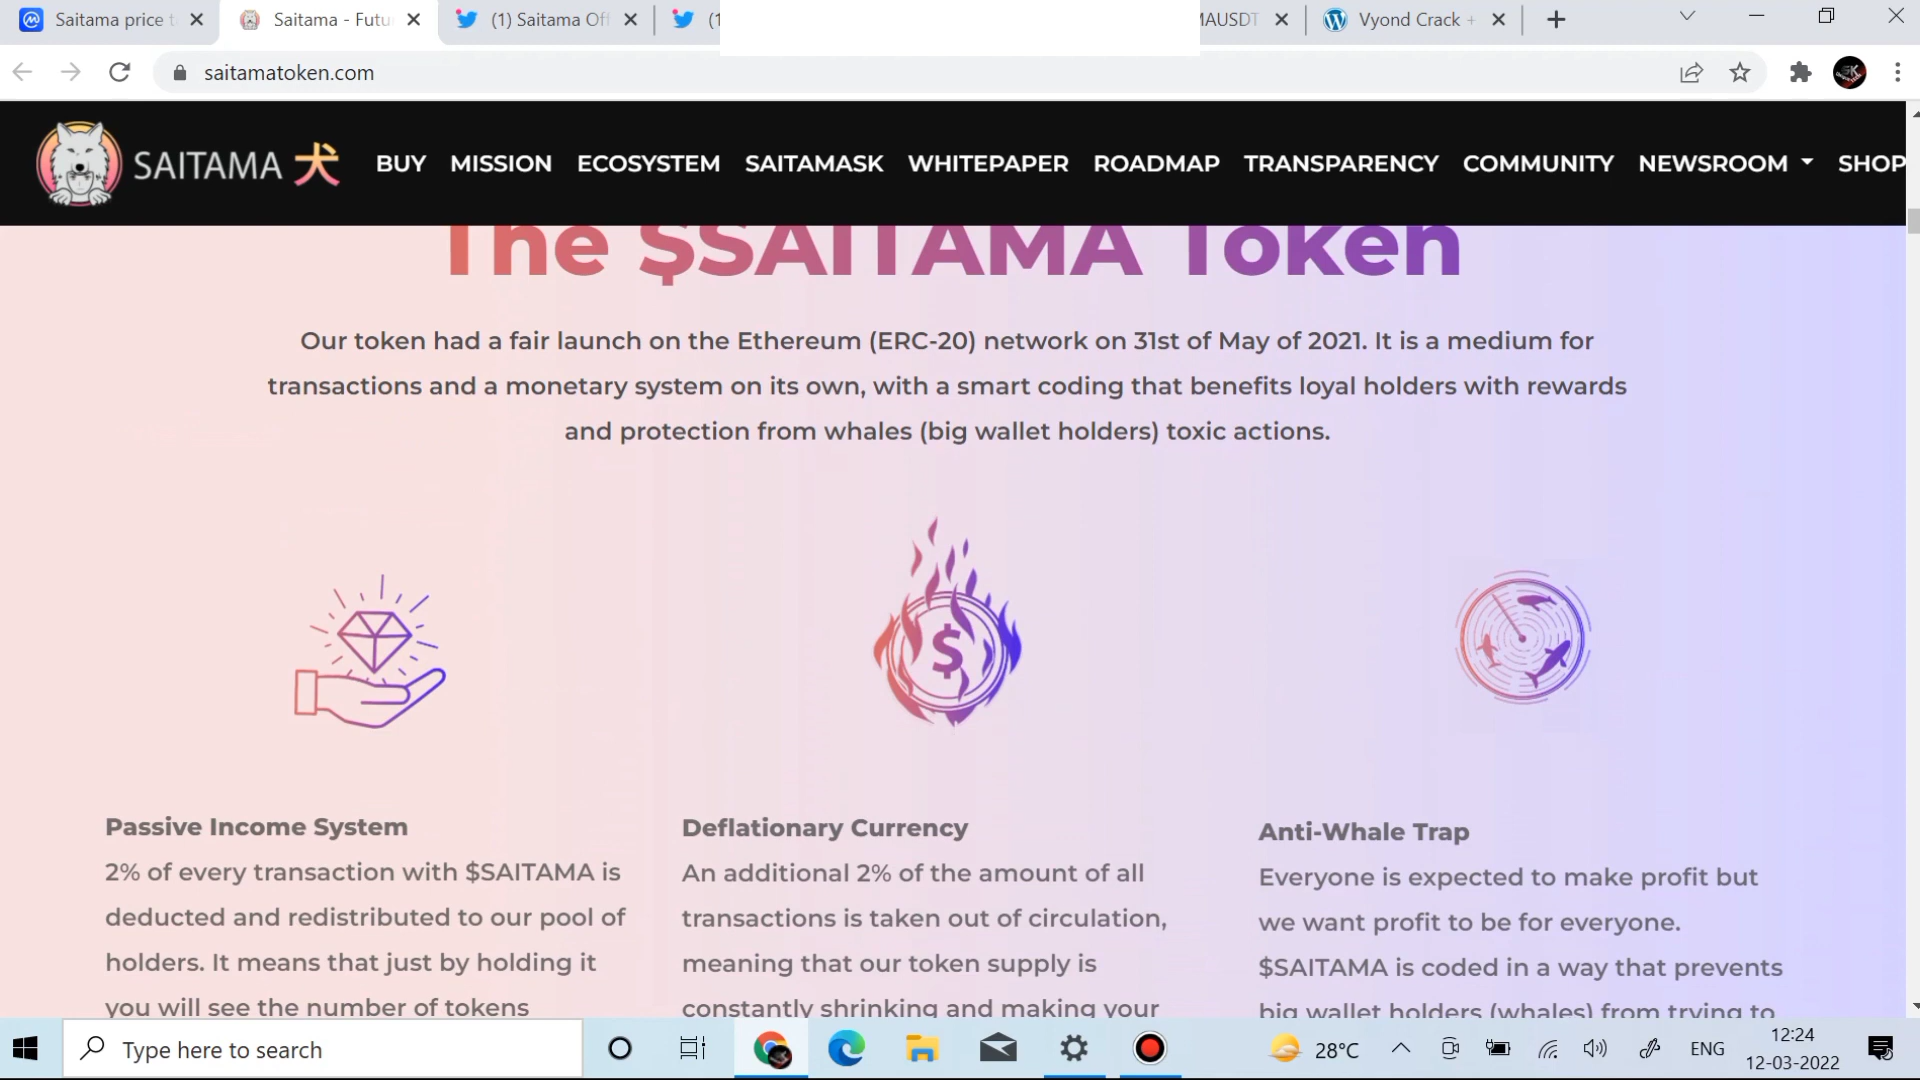 Saitama price t
Saitama - Futu
(1) Saitama Off
(1
MAUSDT
Vyond Crack +
saitamatoken.com
SAITAMA 犬
BUY MISSION ECOSYSTEM SAITAMASK WHITEPAPER ROADMAP TRANSPARENCY COMMUNITY NEWSROOM SHOP
The $SAITAMA Token
Our token had a fair launch on the Ethereum (ERC-20) network on 31st of May of 2021. It is a medium for
transactions and a monetary system on its own, with a smart coding that benefits loyal holders with rewards
and protection from whales (big wallet holders) toxic actions.
$
Passive Income System
2% of every transaction with $SAITAMA is
deducted and redistributed to our pool of
holders. It means that just by holding it
you will see the number of tokens
Deflationary Currency
An additional 2% of the amount of all
transactions is taken out of circulation,
meaning that our token supply is
constantly shrinking and making your
Anti-Whale Trap
Everyone is expected to make profit but
we want profit to be for everyone.
$SAITAMA is coded in a way that prevents
big wallet holders (whales) from trying to
Type here to search
28°C
ENG
12:24
12-03-2022